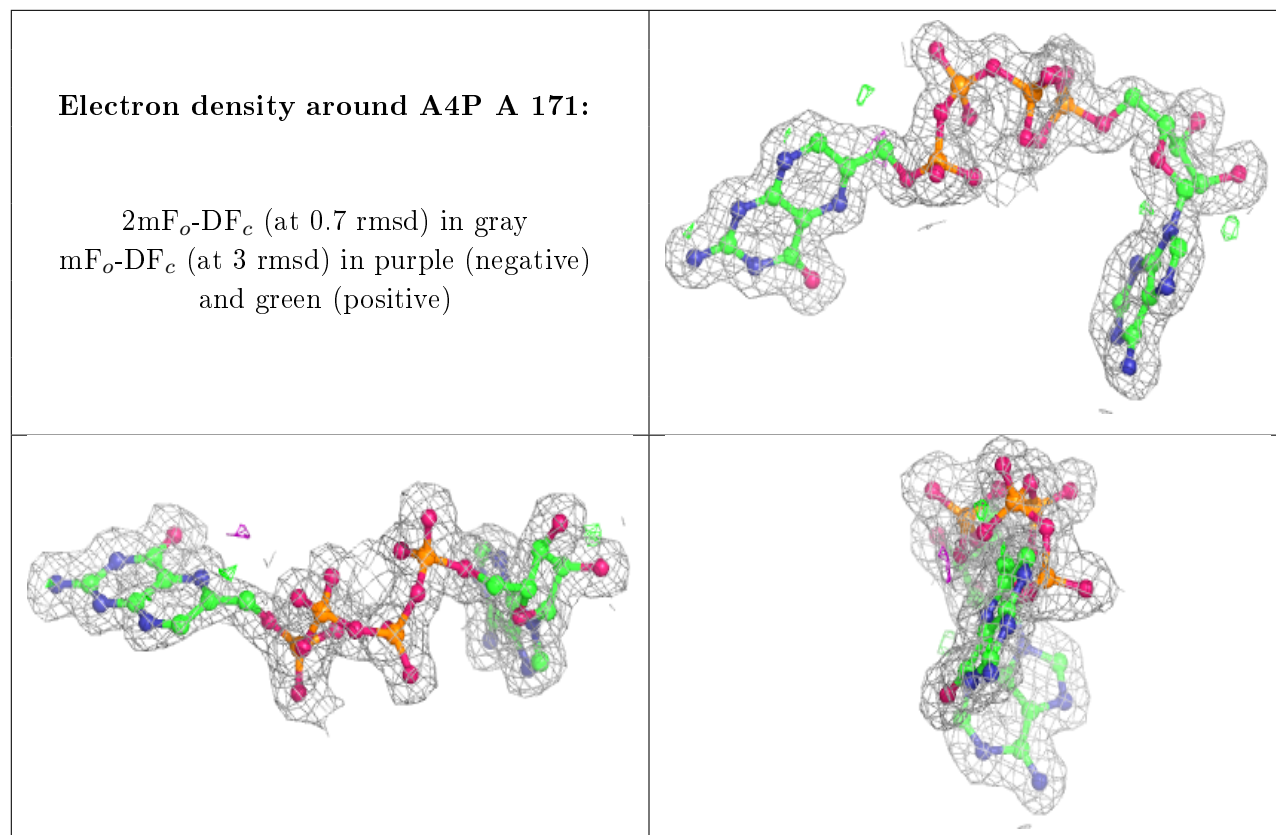 Electron density around A4P A 171:
2mFo-DFc (at 0.7 rmsd) in gray
mFo-DFc (at 3 rmsd) in purple (negative)
and green (positive)